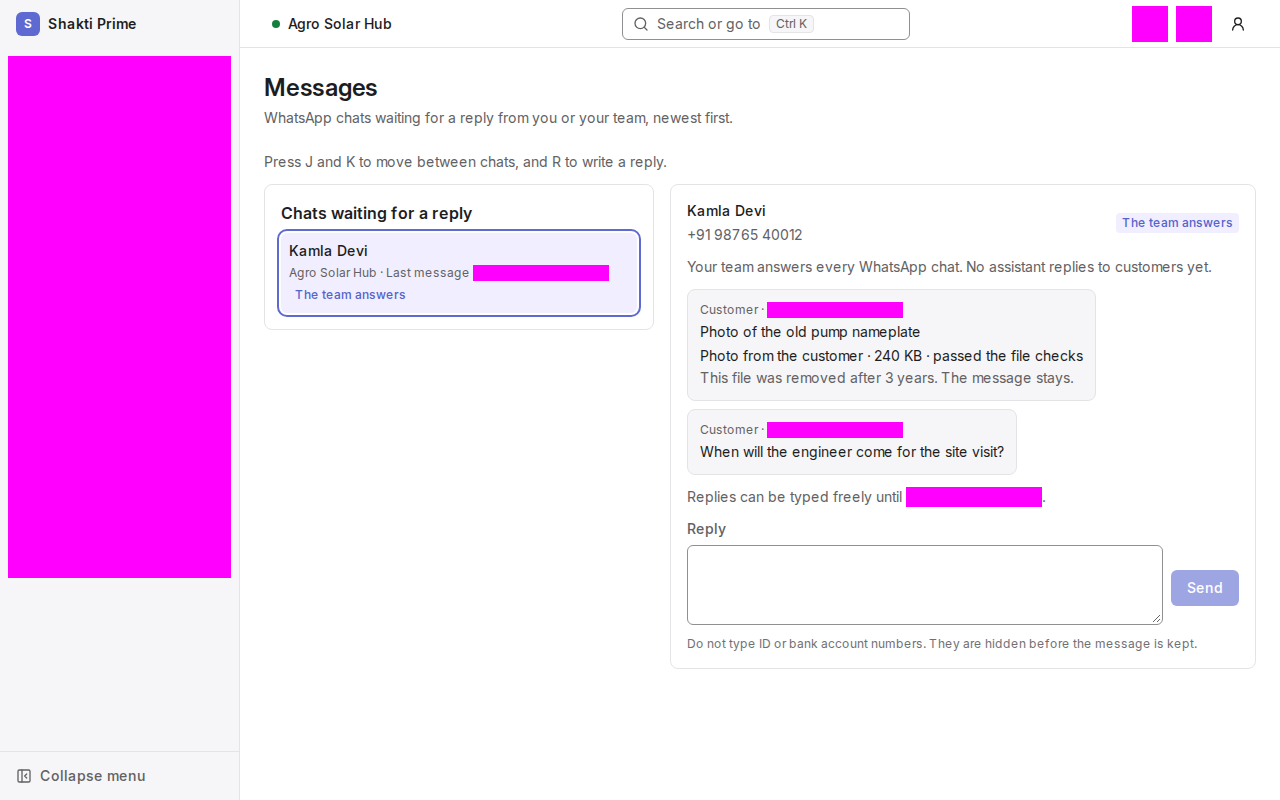 S Shakti Prime
Agro Solar Hub
Search or go to Ctrl K
Messages
WhatsApp chats waiting for a reply from you or your team, newest first.
Press J and K to move between chats, and R to write a reply.
Chats waiting for a reply
Kamla Devi
Agro Solar Hub · Last message
The team answers
Kamla Devi
+91 98765 40012
The team answers
Your team answers every WhatsApp chat. No assistant replies to customers yet.
Customer ·
Photo of the old pump nameplate
Photo from the customer · 240 KB · passed the file checks
This file was removed after 3 years. The message stays.
Customer ·
When will the engineer come for the site visit?
Replies can be typed freely until .
Reply
Send
Do not type ID or bank account numbers. They are hidden before the message is kept.
Collapse menu